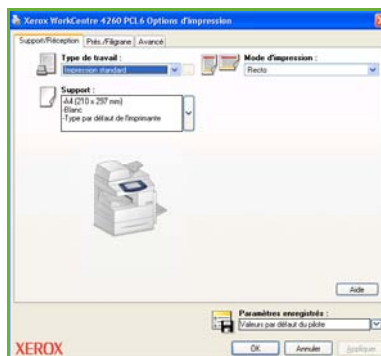 Xerox WorkCentre 4260 PCL6 Options d'impression
Support/Réception Prés./Filigrane Avancé
Type de travail :
Impression standard
Mode d'impression :
Recto
Support :
-A4 (210 x 297 mm)
-Blanc
-Type par défaut de l'imprimante
Aide
Paramètres enregistrés :
Valeurs par défaut du pilote
XEROX
OK Annuler Appliquer